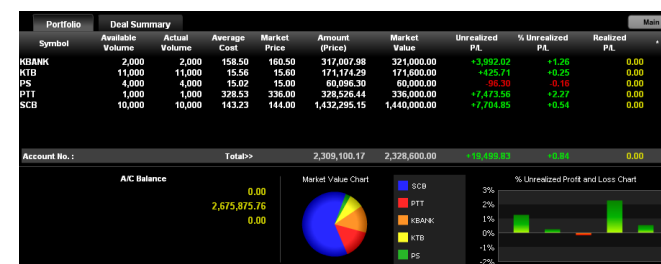 Portfolio Deal Summary Main
Symbol Available Volume Actual Volume Average Cost Market Price Amount (Price) Market Value Unrealized P/L % Unrealized P/L Realized P/L
KBANK 2,000 2,000 158.50 160.50 317,007.98 321,000.00 +3,992.02 +1.26 0.00
KTB 11,000 11,000 15.56 15.60 171,174.29 171,600.00 +425.71 +0.25 0.00
PS 4,000 4,000 15.02 15.00 60,096.30 60,000.00 -96.30 -0.16 0.00
PTT 1,000 1,000 328.53 336.00 328,526.44 336,000.00 +7,473.56 +2.27 0.00
SCB 10,000 10,000 143.23 144.00 1,432,295.15 1,440,000.00 +7,704.85 +0.54 0.00
Account No. : Total>> 2,309,100.17 2,328,600.00 +19,499.83 +0.84 0.00
A/C Balance
0.00
2,675,875.76
0.00
Market Value Chart
SCB
PTT
KBANK
KTB
PS
% Unrealized Profit and Loss Chart
3%
2%
1%
0%
-1%
-2%